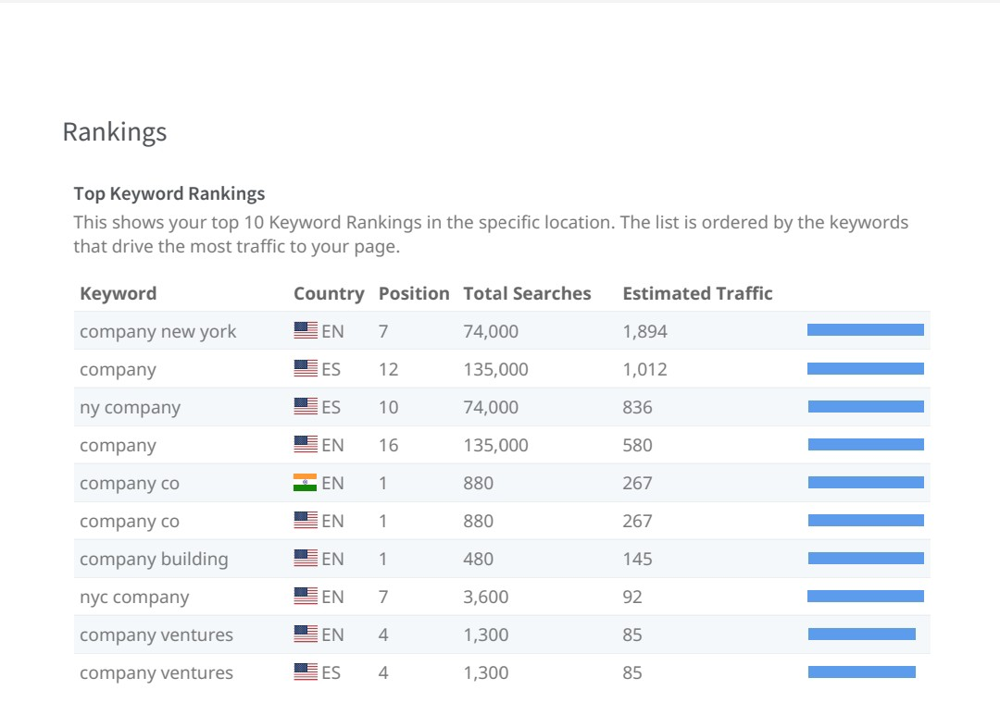 Rankings
Top Keyword Rankings
This shows your top 10 Keyword Rankings in the specific location. The list is ordered by the keywords
that drive the most traffic to your page.
Keyword Country Position Total Searches Estimated Traffic
company new york EN 7 74,000 1,894
company ES 12 135,000 1,012
ny company ES 10 74,000 836
company EN 16 135,000 580
company co EN 1 880 267
company co EN 1 880 267
company building EN 1 480 145
nyc company EN 7 3,600 92
company ventures EN 4 1,300 85
company ventures ES 4 1,300 85